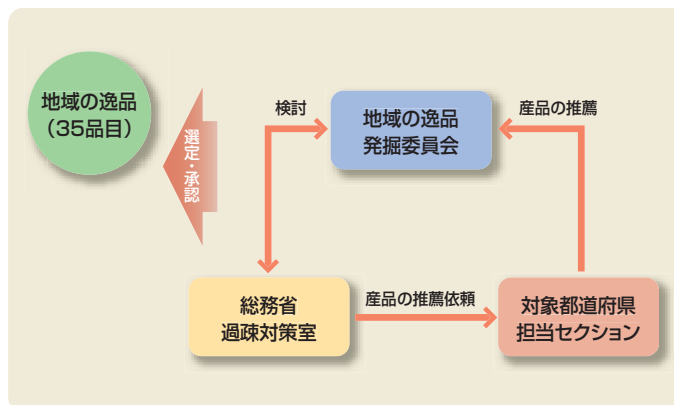 地域の逸品
（35品目）
選定・承認
検討
地域の逸品
発掘委員会
産品の推薦
総務省
過疎対策室
産品の推薦依頼
対象都道府県
担当セクション